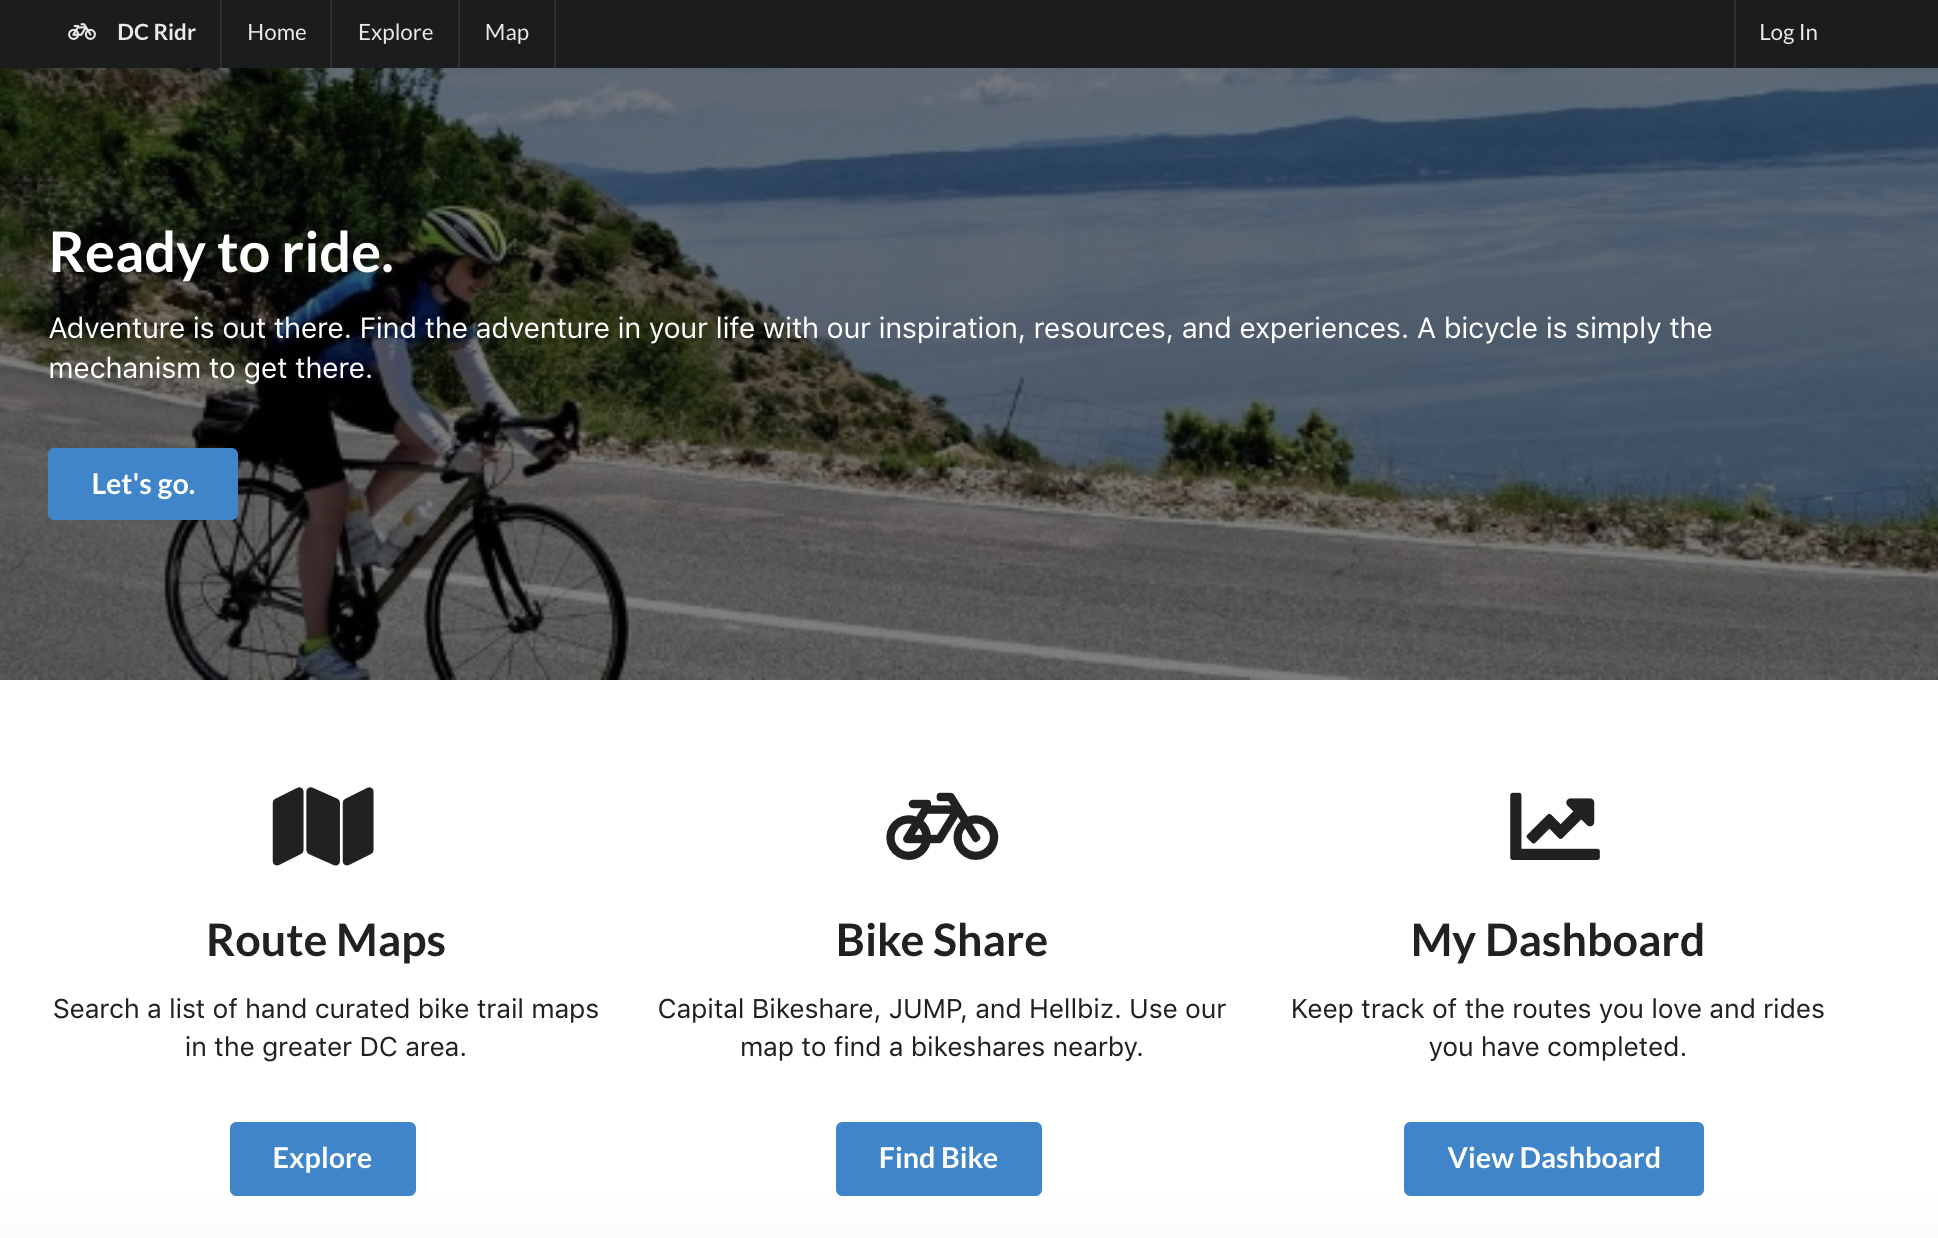 DC Ridr
Home
Explore
Map
Log In
Ready to ride.
Adventure is out there. Find the adventure in your life with our inspiration, resources, and experiences. A bicycle is simply the
mechanism to get there.
Let's go.
Route Maps
Search a list of hand curated bike trail maps
in the greater DC area.
Explore
Bike Share
Capital Bikeshare, JUMP, and Hellbiz. Use our
map to find a bikeshares nearby.
Find Bike
My Dashboard
Keep track of the routes you love and rides
you have completed.
View Dashboard